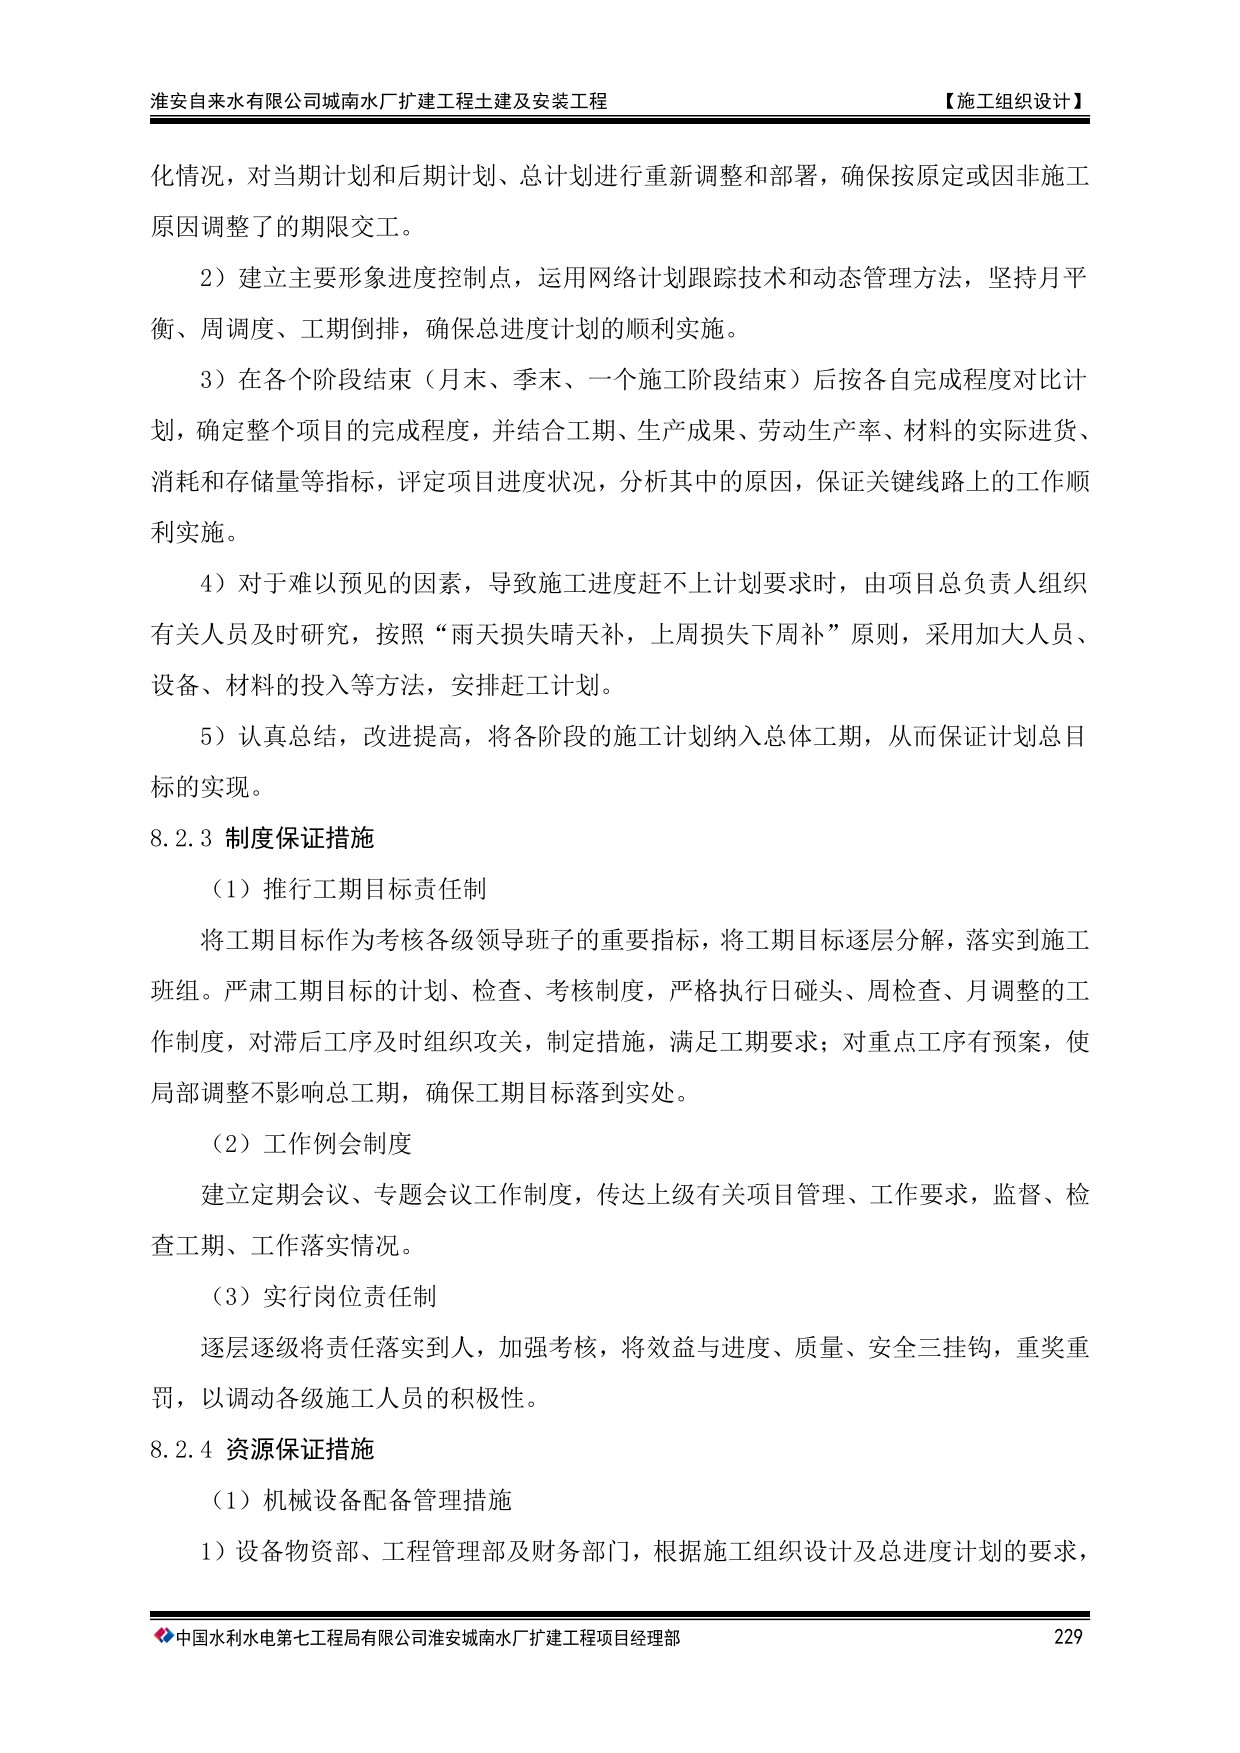 淮安自来水有限公司城南水厂扩建工程土建及安装工程 【施工组织设计】
化情况，对当期计划和后期计划、总计划进行重新调整和部署，确保按原定或因非施工
原因调整了的期限交工。
2）建立主要形象进度控制点，运用网络计划跟踪技术和动态管理方法，坚持月平
衡、周调度、工期倒排，确保总进度计划的顺利实施。
3）在各个阶段结束（月末、季末、一个施工阶段结束）后按各自完成程度对比计
划，确定整个项目的完成程度，并结合工期、生产成果、劳动生产率、材料的实际进货、
消耗和存储量等指标，评定项目进度状况，分析其中的原因，保证关键线路上的工作顺
利实施。
4）对于难以预见的因素，导致施工进度赶不上计划要求时，由项目总负责人组织
有关人员及时研究，按照“雨天损失晴天补，上周损失下周补”原则，采用加大人员、
设备、材料的投入等方法，安排赶工计划。
5）认真总结，改进提高，将各阶段的施工计划纳入总体工期，从而保证计划总目
标的实现。
8.2.3 制度保证措施
（1）推行工期目标责任制
将工期目标作为考核各级领导班子的重要指标，将工期目标逐层分解，落实到施工
班组。严肃工期目标的计划、检查、考核制度，严格执行日碰头、周检查、月调整的工
作制度，对滞后工序及时组织攻关，制定措施，满足工期要求；对重点工序有预案，使
局部调整不影响总工期，确保工期目标落到实处。
（2）工作例会制度
建立定期会议、专题会议工作制度，传达上级有关项目管理、工作要求，监督、检
查工期、工作落实情况。
（3）实行岗位责任制
逐层逐级将责任落实到人，加强考核，将效益与进度、质量、安全三挂钩，重奖重
罚，以调动各级施工人员的积极性。
8.2.4 资源保证措施
（1）机械设备配备管理措施
1）设备物资部、工程管理部及财务部门，根据施工组织设计及总进度计划的要求，
中国水利水电第七工程局有限公司淮安城南水厂扩建工程项目经理部 229